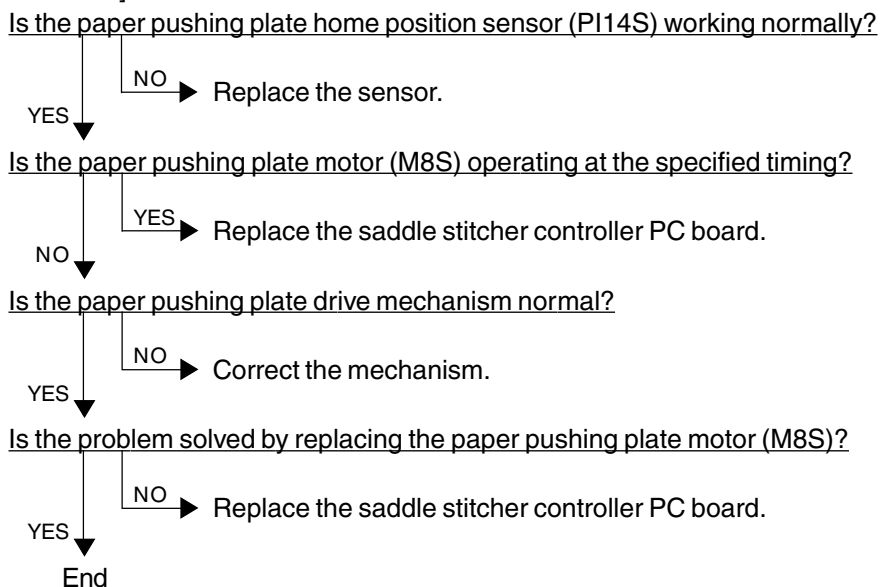 Is the paper pushing plate home position sensor (PI14S) working normally?
NO
Replace the sensor.
YES
Is the paper pushing plate motor (M8S) operating at the specified timing?
YES
Replace the saddle stitcher controller PC board.
NO
Is the paper pushing plate drive mechanism normal?
NO
Correct the mechanism.
YES
Is the problem solved by replacing the paper pushing plate motor (M8S)?
NO
Replace the saddle stitcher controller PC board.
YES
End